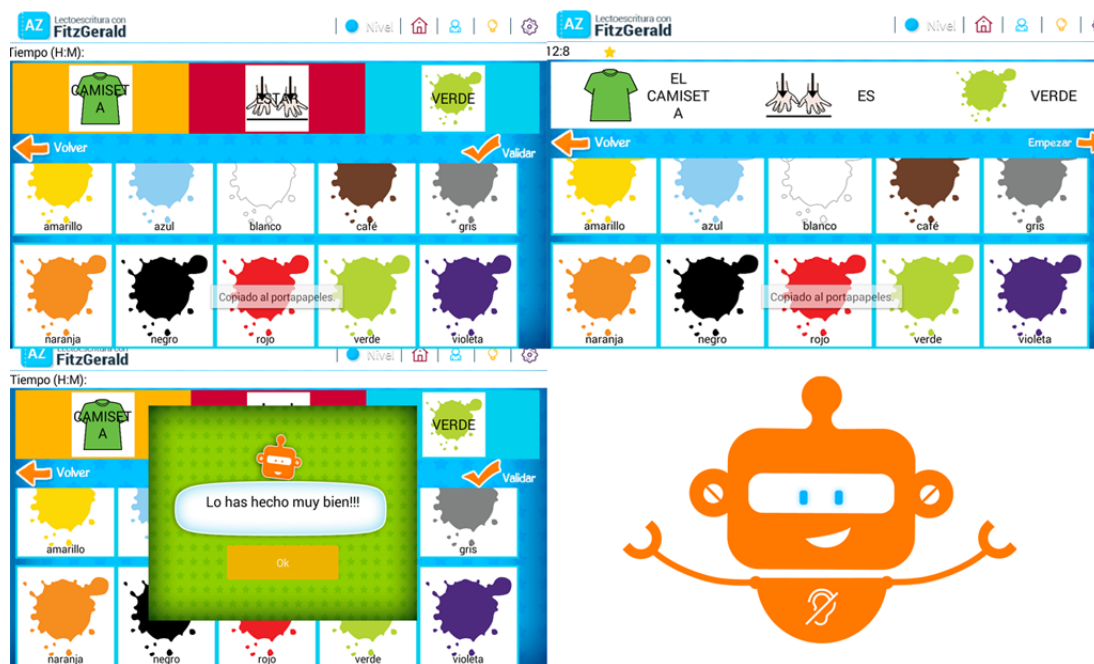 AZ Lectoescritura con
FitzGerald
Nivel
Tiempo (H:M):
CAMISET
A
ESTAR
VERDE
Volver
Validar
amarillo azul blanco café gris
Copiado al portapapeles.
naranja negro rojo verde violeta
AZ Lectoescritura con
FitzGerald
Nivel
12:8
EL
CAMISET
A
ES
VERDE
Volver
Empezar
amarillo azul blanco café gris
Copiado al portapapeles.
naranja negro rojo verde violeta
AZ Lectoescritura con
FitzGerald
Nivel
Tiempo (H:M):
CAMISET
A
VERDE
Volver
Validar
Lo has hecho muy bien!!!
amarillo gris
Ok
naranja negro rojo verde violeta